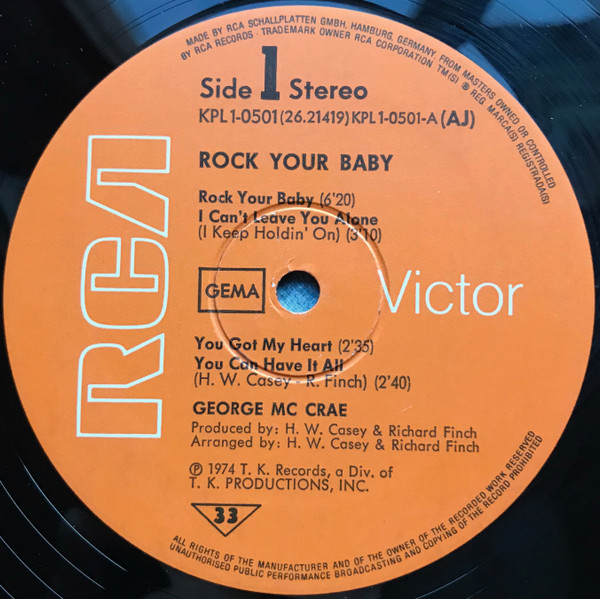 MADE BY RCA SCHALLPLATTEN GMBH, HAMBURG, GERMANY, FROM MASTERS OWNED OR CONTROLLED
BY RCA RECORDS · TRADEMARK OWNER RCA CORPORATION TM(S) ® REG MARCA(S) REGISTRADA(S)
Side 1 Stereo
KPL1-0501 (26.21419) KPL1-0501-A (AJ)
ROCK YOUR BABY
Rock Your Baby (6'20)
I Can't Leave You Alone
(I Keep Holdin' On) (3'10)
RCA
GEMA
Victor
You Got My Heart (2'35)
You Can Have It All
(H. W. Casey - R. Finch) (2'40)
GEORGE MC CRAE
Produced by: H. W. Casey & Richard Finch
Arranged by: H. W. Casey & Richard Finch
℗ 1974 T. K. Records, a Div. of
T. K. PRODUCTIONS, INC.
33
ALL RIGHTS OF THE MANUFACTURER AND OF THE OWNER OF THE RECORDED WORK RESERVED
UNAUTHORISED PUBLIC PERFORMANCE BROADCASTING AND COPYING OF THE RECORD PROHIBITED